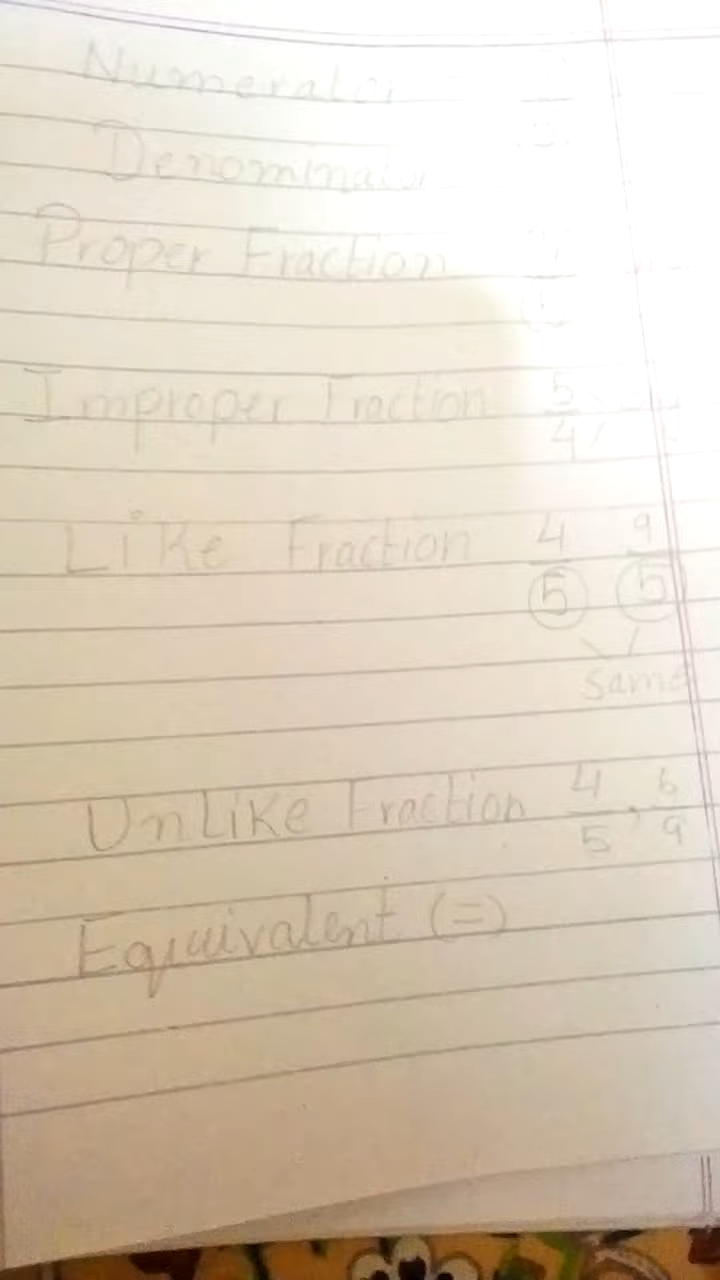 Numerator
Denominator
Proper Fraction
Improper Fraction 5/4
Like Fraction 4/5 9/5
same
UnLike Fraction 4/5, 6/9
Equivalent (=)